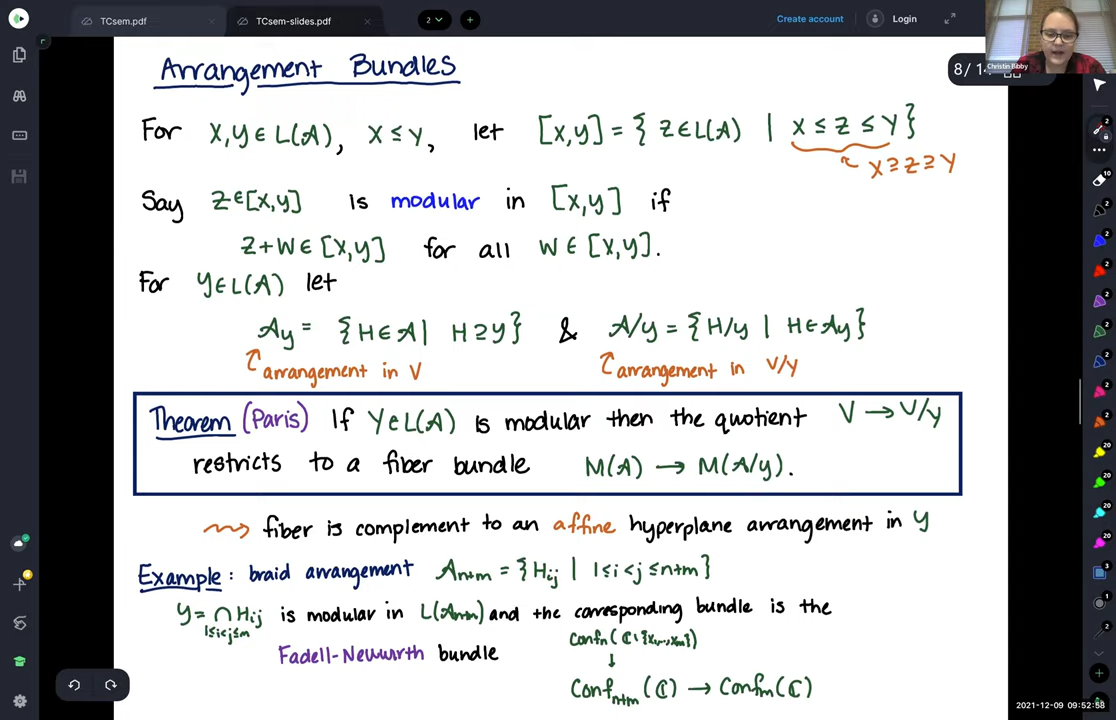 TCsem.pdf
TCsem-slides.pdf
2
Create account
Login
Christin Bibby
8/14
Arrangement Bundles
For X,Y ∈ L(A), X ≤ Y, let [X,Y] = { Z ∈ L(A) | X ≤ Z ≤ Y }
X ⊇ Z ⊇ Y
Say Z ∈ [X,Y] is modular in [X,Y] if
Z+W ∈ [X,Y] for all W ∈ [X,Y].
For Y ∈ L(A) let
A_Y = { H ∈ A | H ⊇ Y } & A/Y = { H/Y | H ∈ A_Y }
arrangement in V
arrangement in V/Y
Theorem (Paris) If Y ∈ L(A) is modular then the quotient V → V/Y
restricts to a fiber bundle M(A) → M(A/Y).
fiber is complement to an affine hyperplane arrangement in Y
Example: braid arrangement A_{n+m} = { H_ij | 1≤i<j≤n+m }
Y = ∩ H_ij is modular in L(A_{n+m}) and the corresponding bundle is the
1≤i<j≤m
Conf_n(ℂ\{x_1,...,x_m})
Fadell-Neuwirth bundle
↓
Conf_{n+m}(ℂ) → Conf_m(ℂ)
2021-12-09 09:52:58